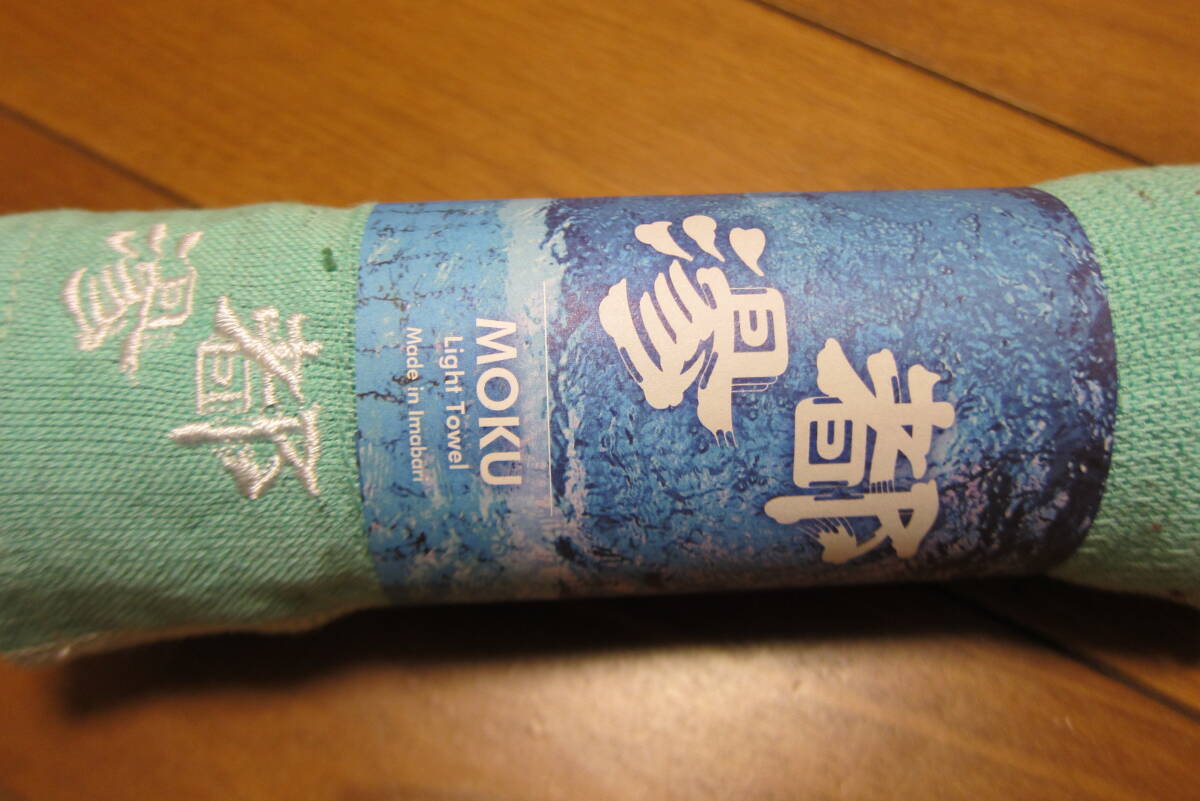 都湯
MOKU
Light Towel
Made in Imabari
都湯